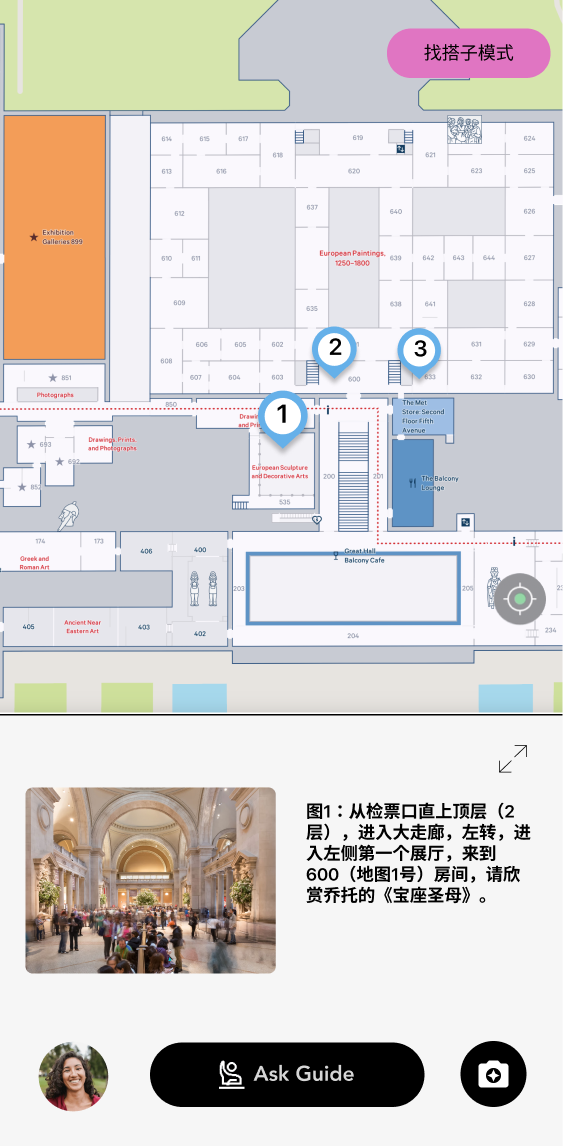 找搭子模式
614 615 617 618 619 621 624
613 616 620 623 625
612 637 640 626
Exhibition
Galleries 899
European Paintings,
1250–1800
610 611 639 642 643 644 627
609 635 638 641 628
606 605 602 631 629
608
607 604 603 600 633 632 630
2
3
851
Photographs
850
1
The Met
Store Second
Floor Fifth
Avenue
693
692
Drawings, Prints
and Photographs
852
European Sculpture
and Decorative Arts
535
200
201
The Balcony
Lounge
174 173
406 400
Greek and
Roman Art
Great Hall
Balcony Cafe
203
205
405
Ancient Near
Eastern Art
403
402
204
234
图1：从检票口直上顶层（2
层），进入大走廊，左转，进
入左侧第一个展厅，来到
600（地图1号）房间，请欣
赏乔托的《宝座圣母》。
Ask Guide